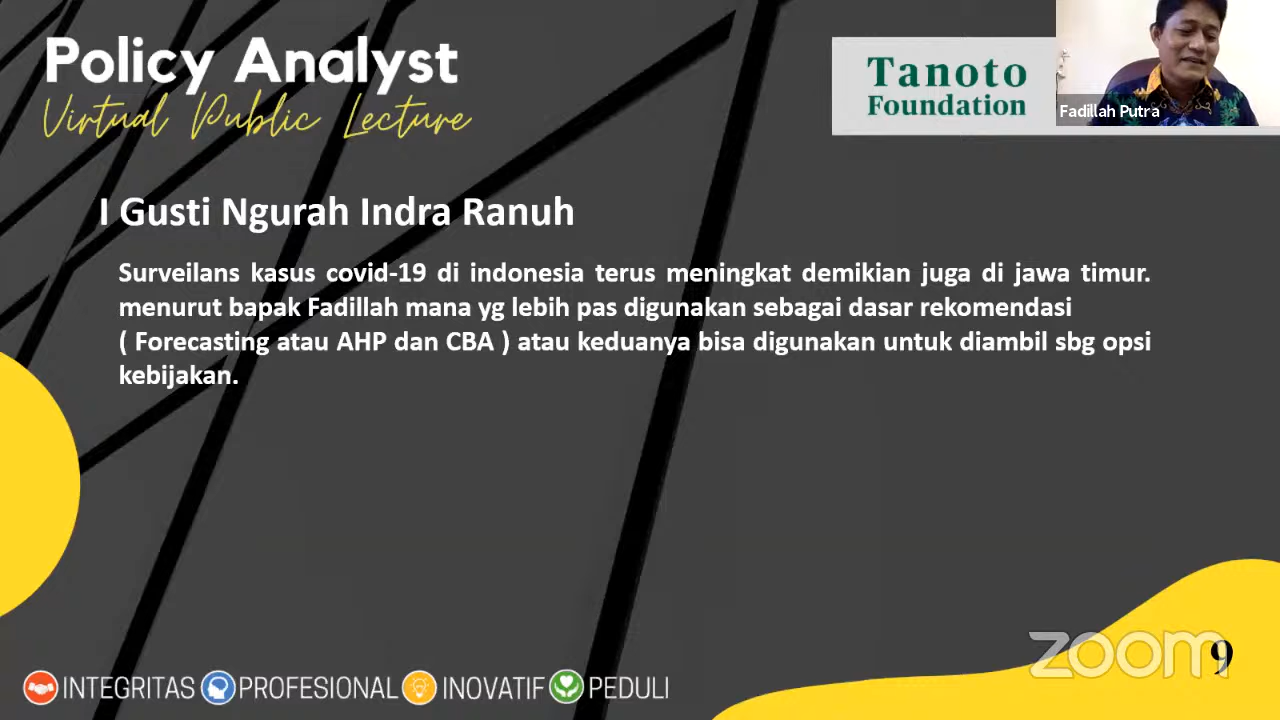 Policy Analyst
Virtual Public Lecture
Tanoto
Foundation
Fadillah Putra
I Gusti Ngurah Indra Ranuh
Surveilans kasus covid-19 di indonesia terus meningkat demikian juga di jawa timur.
menurut bapak Fadillah mana yg lebih pas digunakan sebagai dasar rekomendasi
( Forecasting atau AHP dan CBA ) atau keduanya bisa digunakan untuk diambil sbg opsi
kebijakan.
INTEGRITAS PROFESIONAL INOVATIF PEDULI
zoom
9